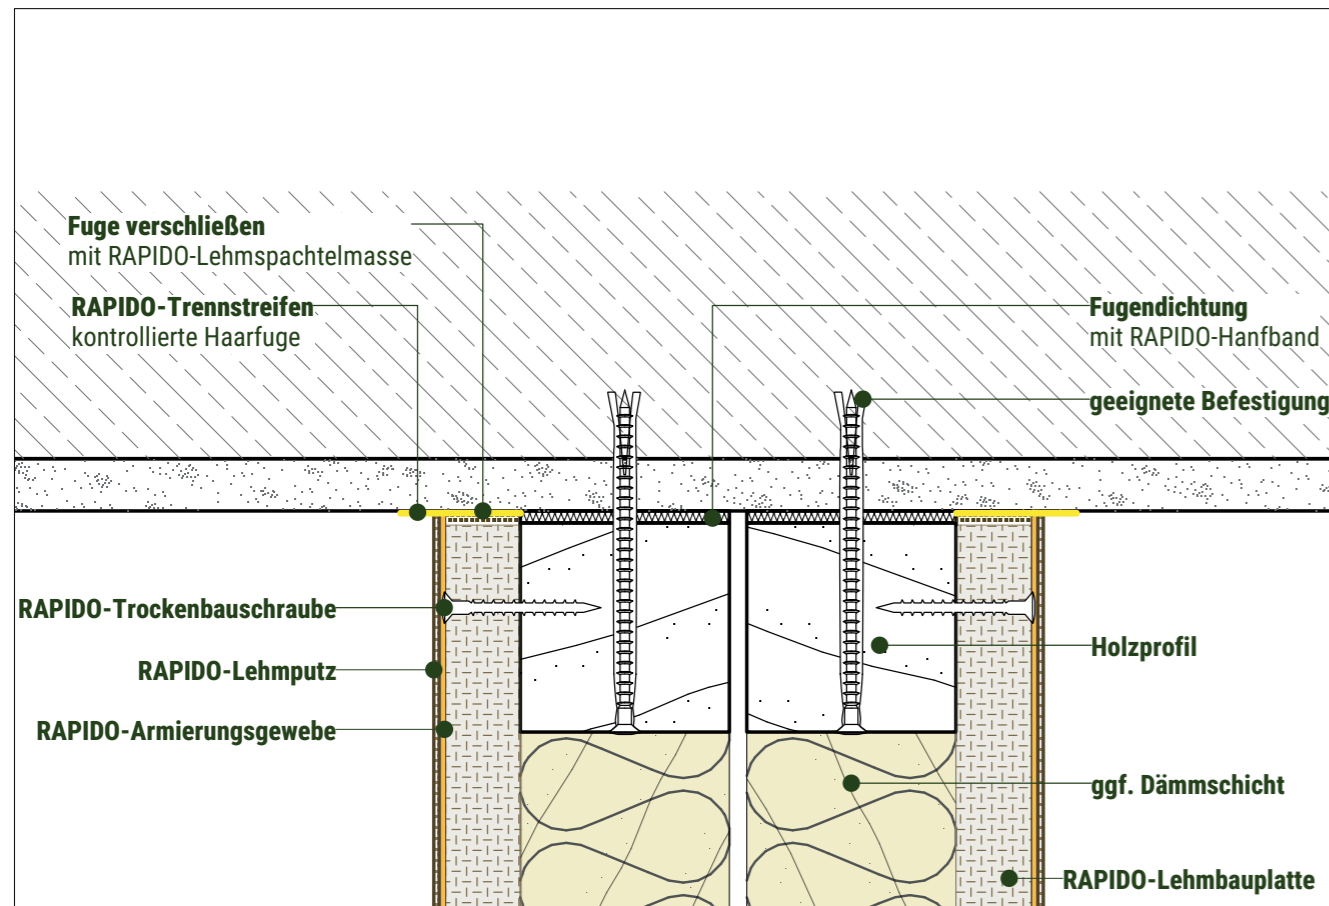 Fuge verschließen
mit RAPIDO-Lehmspachtelmasse
RAPIDO-Trennstreifen
kontrollierte Haarfuge
Fugendichtung
mit RAPIDO-Hanfband
geeignete Befestigung
RAPIDO-Trockenbauschraube
RAPIDO-Lehmputz
RAPIDO-Armierungsgewebe
Holzprofil
ggf. Dämmschicht
RAPIDO-Lehmbauplatte